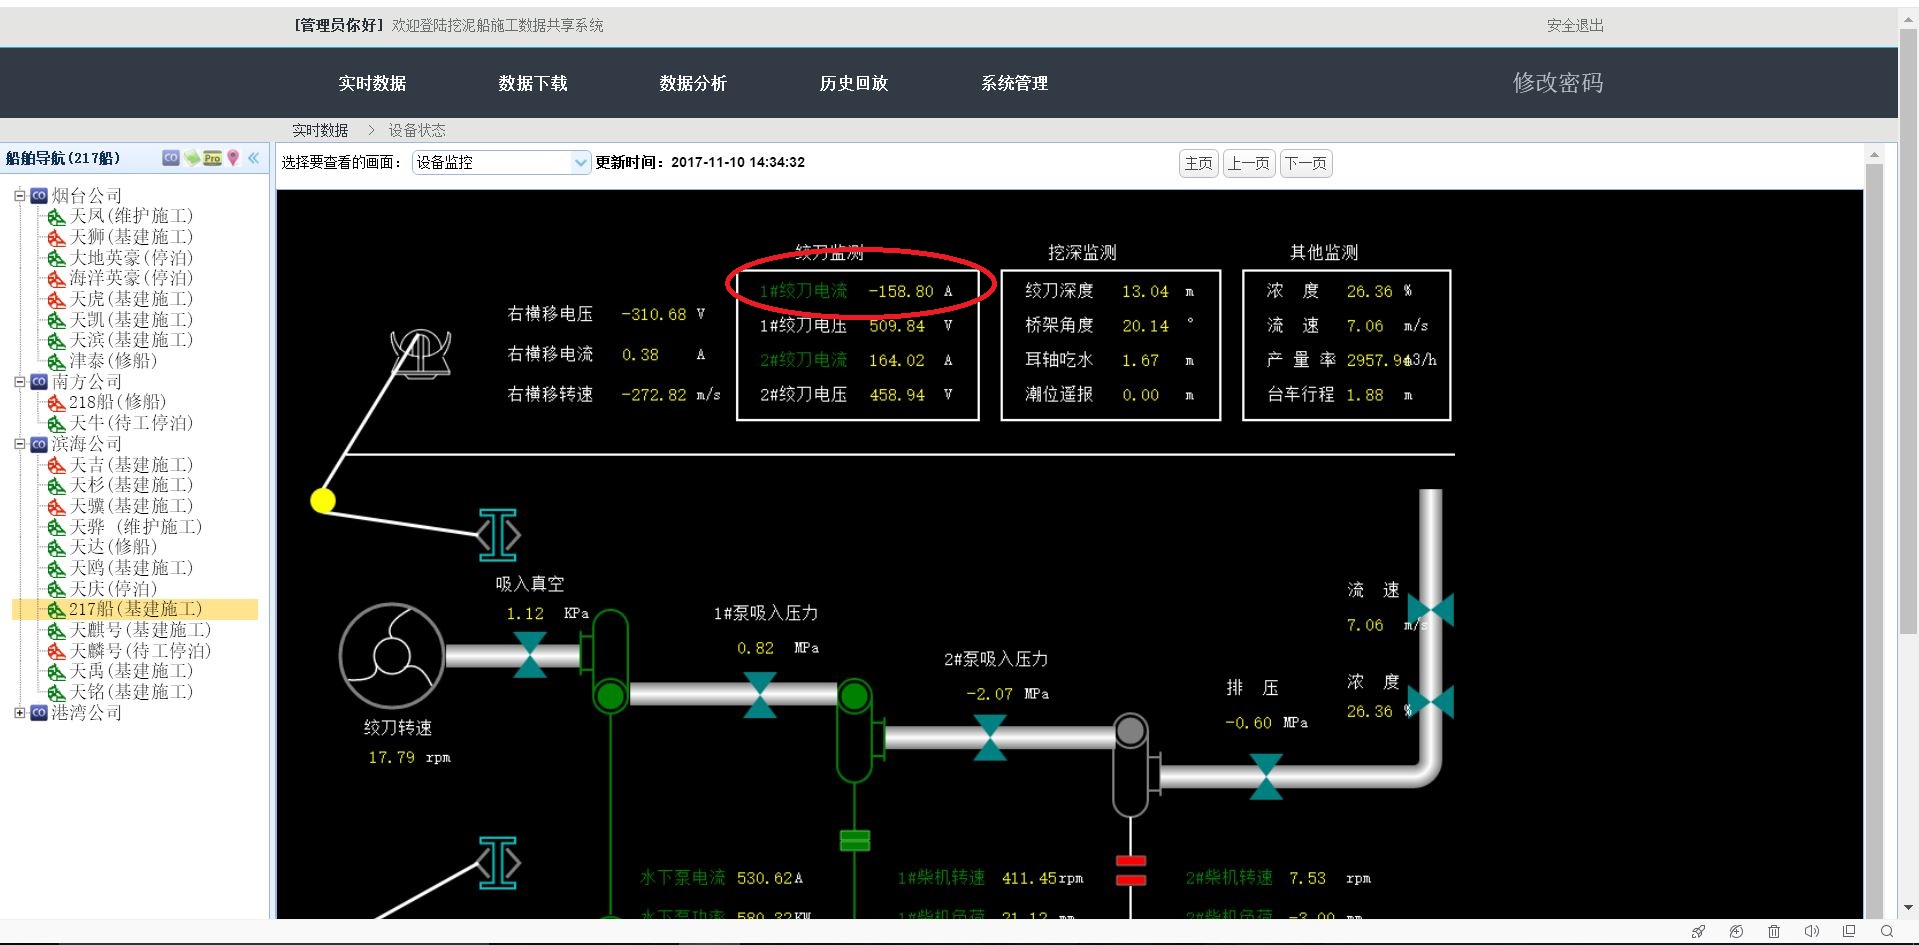 [管理员你好] 欢迎登陆挖泥船施工数据共享系统 安全退出
实时数据 数据下载 数据分析 历史回放 系统管理 修改密码
实时数据 > 设备状态
船舶导航(217船) CO Pro «
选择要查看的画面： 设备监控 更新时间：2017-11-10 14:34:32 主页 上一页 下一页
CO 烟台公司
天凤(维护施工)
天狮(基建施工)
大地英豪(停泊)
海洋英豪(停泊)
天虎(基建施工)
天凯(基建施工)
天滨(基建施工)
津泰(修船)
CO 南方公司
218船(修船)
天牛(待工停泊)
CO 滨海公司
天吉(基建施工)
天杉(基建施工)
天骥(基建施工)
天骅 (维护施工)
天达(修船)
天鸥(基建施工)
天庆(停泊)
217船(基建施工)
天麒号(基建施工)
天麟号(待工停泊)
天禹(基建施工)
天铭(基建施工)
CO 港湾公司
右横移电压 -310.68 V
右横移电流 0.38 A
右横移转速 -272.82 m/s
绞刀监测
1#绞刀电流 -158.80 A
1#绞刀电压 509.84 V
2#绞刀电流 164.02 A
2#绞刀电压 458.94 V
挖深监测
绞刀深度 13.04 m
桥架角度 20.14 °
耳轴吃水 1.67 m
潮位遥报 0.00 m
其他监测
浓 度 26.36 %
流 速 7.06 m/s
产 量 率 2957.94 m3/h
台车行程 1.88 m
吸入真空
1.12 KPa
1#泵吸入压力
0.82 MPa
2#泵吸入压力
-2.07 MPa
排 压
-0.60 MPa
流 速
7.06 m/s
浓 度
26.36 %
绞刀转速
17.79 rpm
水下泵电流 530.62A 1#柴机转速 411.45rpm 2#柴机转速 7.53 rpm
水下泵功率 580.32KW 1#柴机负荷 21.12 2#柴机负荷 -3.00